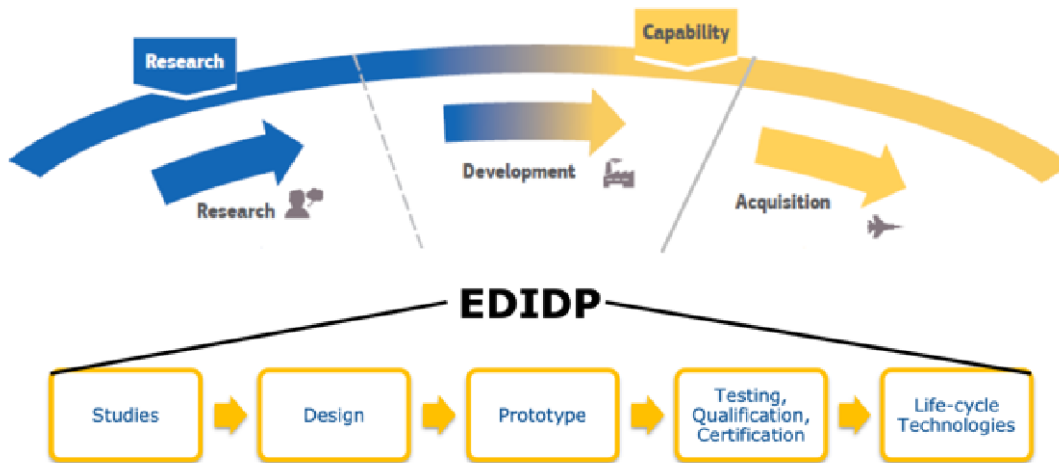 Research
Capability
Research
Development
Acquisition
EDIDP
Studies
Design
Prototype
Testing,
Qualification,
Certification
Life-cycle
Technologies